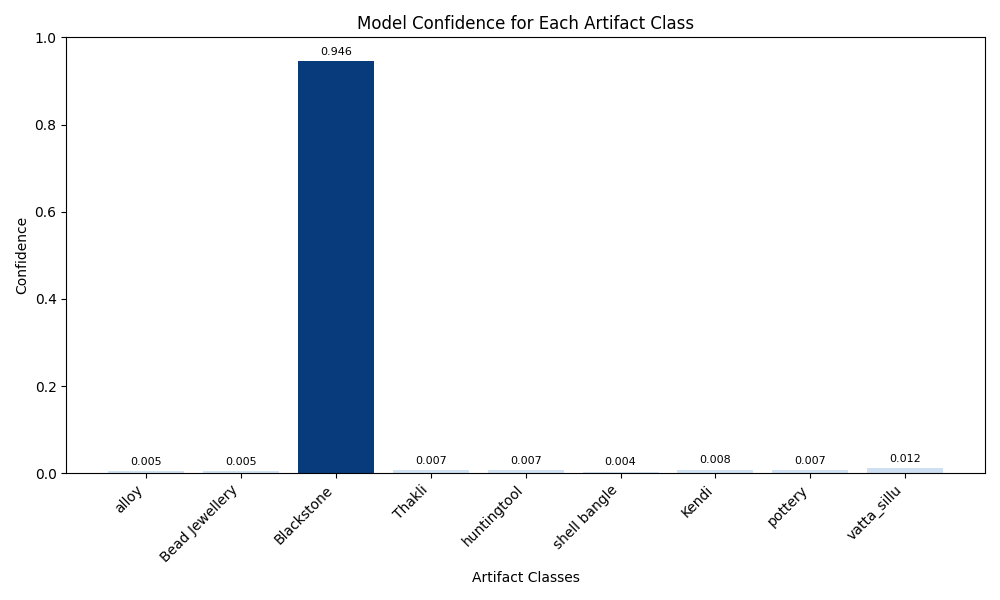 Model Confidence for Each Artifact Class
1.0
0.8
0.6
0.4
0.2
0.0
Confidence
0.005
0.005
0.946
0.007
0.007
0.004
0.008
0.007
0.012
alloy
Bead Jewellery
Blackstone
Thakli
huntingtool
shell bangle
Kendi
pottery
vatta_sillu
Artifact Classes